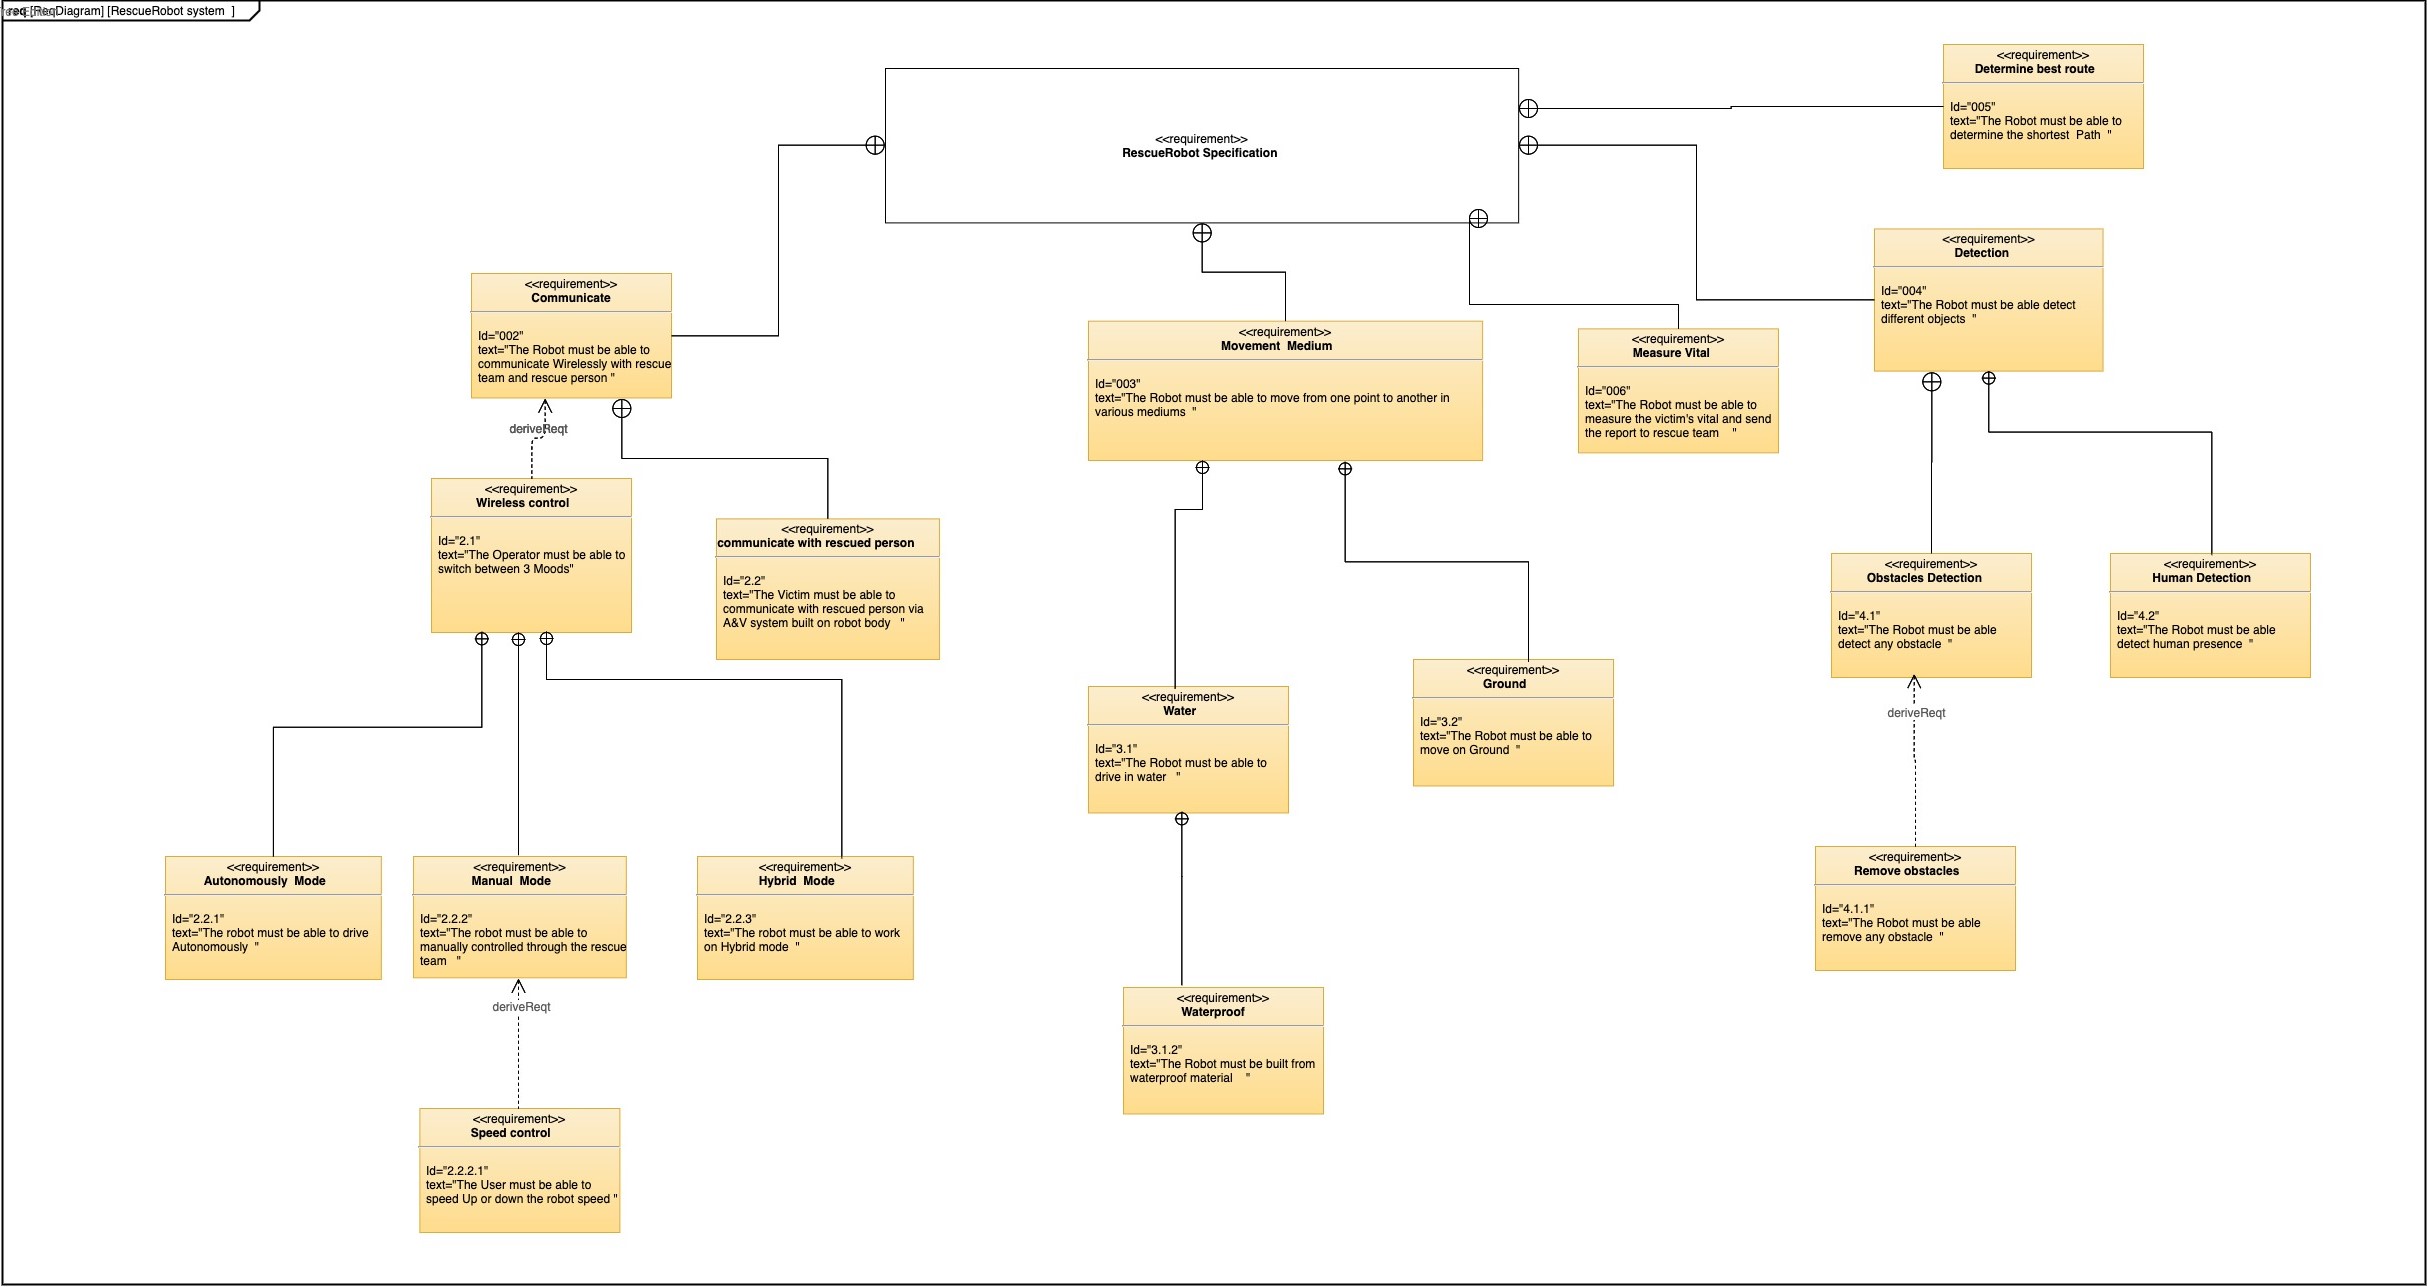 req [ReqDiagram] [RescueRobot system ]
<<requirement>>
RescueRobot Specification
<<requirement>>
Determine best route
Id="005"
text="The Robot must be able to
determine the shortest Path "
<<requirement>>
Detection
Id="004"
text="The Robot must be able detect
different objects "
<<requirement>>
Communicate
Id="002"
text="The Robot must be able to
communicate Wirelessly with rescue
team and rescue person "
<<requirement>>
Movement Medium
Id="003"
text="The Robot must be able to move from one point to another in
various mediums "
<<requirement>>
Measure Vital
Id="006"
text="The Robot must be able to
measure the victim's vital and send
the report to rescue team "
deriveReqt
<<requirement>>
Wireless control
Id="2.1"
text="The Operator must be able to
switch between 3 Moods"
<<requirement>>
communicate with rescued person
Id="2.2"
text="The Victim must be able to
communicate with rescued person via
A&V system built on robot body "
<<requirement>>
Obstacles Detection
Id="4.1"
text="The Robot must be able
detect any obstacle "
<<requirement>>
Human Detection
Id="4.2"
text="The Robot must be able
detect human presence "
<<requirement>>
Water
Id="3.1"
text="The Robot must be able to
drive in water "
<<requirement>>
Ground
Id="3.2"
text="The Robot must be able to
move on Ground "
deriveReqt
<<requirement>>
Autonomously Mode
Id="2.2.1"
text="The robot must be able to drive
Autonomously "
<<requirement>>
Manual Mode
Id="2.2.2"
text="The robot must be able to
manually controlled through the rescue
team "
<<requirement>>
Hybrid Mode
Id="2.2.3"
text="The robot must be able to work
on Hybrid mode "
<<requirement>>
Remove obstacles
Id="4.1.1"
text="The Robot must be able
remove any obstacle "
deriveReqt
<<requirement>>
Waterproof
Id="3.1.2"
text="The Robot must be built from
waterproof material "
<<requirement>>
Speed control
Id="2.2.2.1"
text="The User must be able to
speed Up or down the robot speed "